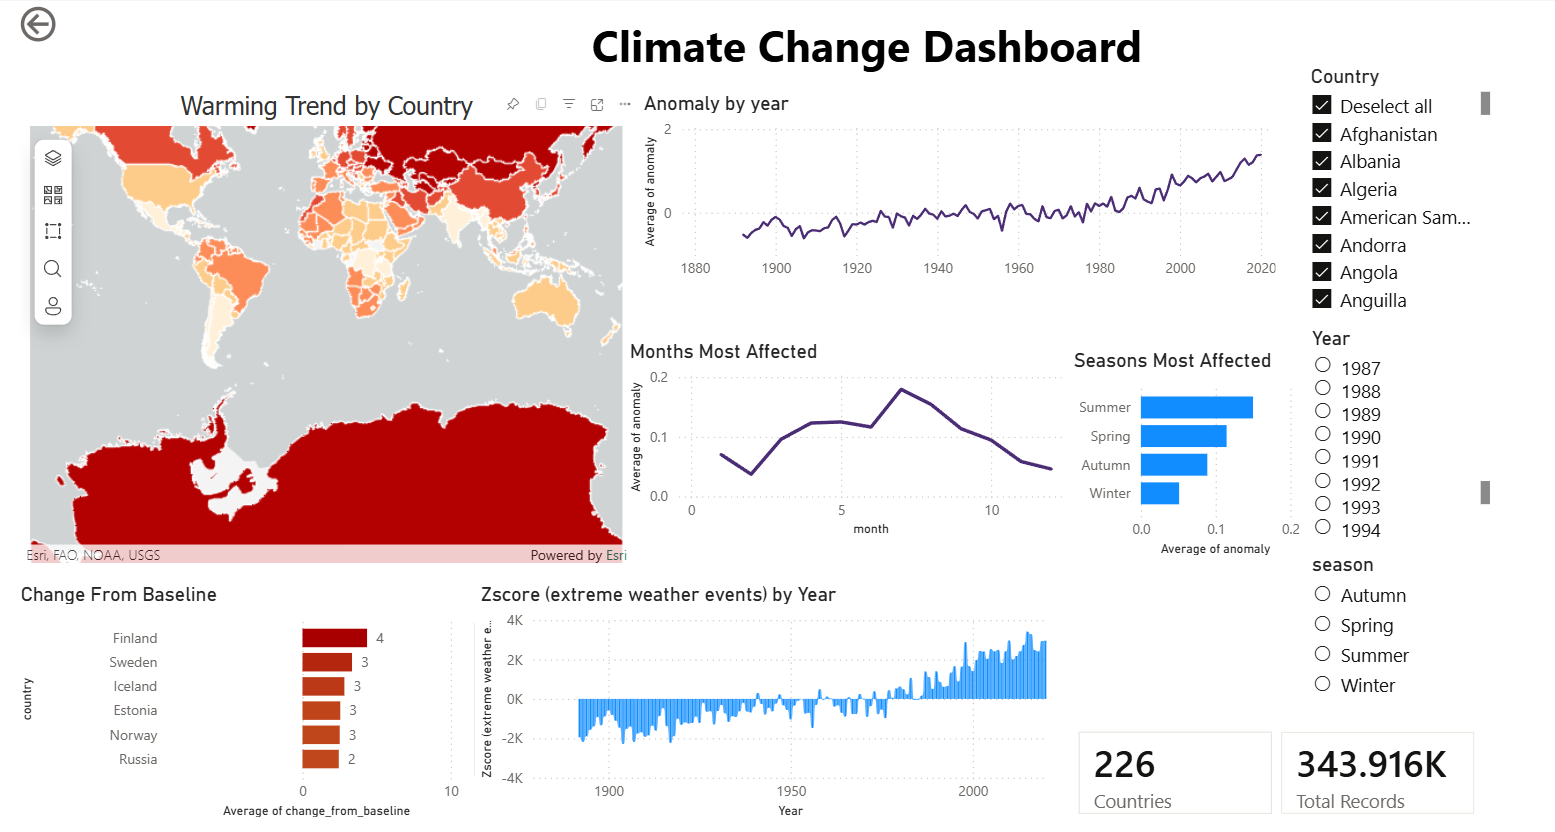 Climate Change Dashboard
Warming Trend by Country
Esri, FAO, NOAA, USGS
Powered by Esri
Anomaly by year
Average of anomaly
2
0
1880
1900
1920
1940
1960
1980
2000
2020
Months Most Affected
Average of anomaly
0.2
0.1
0.0
0
5
10
month
Seasons Most Affected
Summer
Spring
Autumn
Winter
0.0
0.1
0.2
Average of anomaly
Country
Deselect all
Afghanistan
Albania
Algeria
American Sam...
Andorra
Angola
Anguilla
Year
1987
1988
1989
1990
1991
1992
1993
1994
season
Autumn
Spring
Summer
Winter
Change From Baseline
country
Finland 4
Sweden 3
Iceland 3
Estonia 3
Norway 3
Russia 2
0
10
Average of change_from_baseline
Zscore (extreme weather events) by Year
Zscore (extreme weather e...
4K
2K
0K
-2K
-4K
1900
1950
2000
Year
226
Countries
343.916K
Total Records